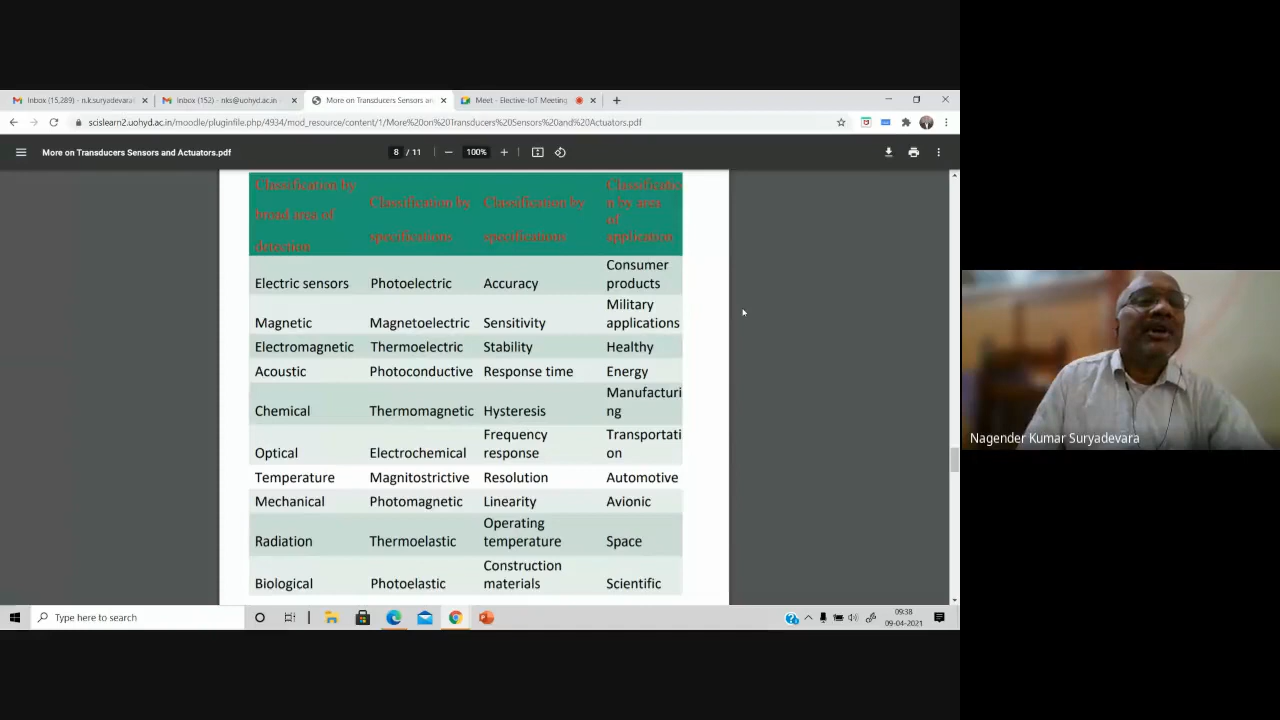 Inbox (15,289) - n.k.suryadevara
Inbox (152) - nks@uohyd.ac.in -
More on Transducers Sensors an
Meet - Elective-IoT Meeting
scislearn2.uohyd.ac.in/moodle/pluginfile.php/4934/mod_resource/content/1/More%20on%20Transducers%20Sensors%20and%20Actuators.pdf
More on Transducers Sensors and Actuators.pdf
8 / 11
100%
Classification by broad area of detection
Classification by specifications
Classification by specifications
Classificatio
n by area
of
application
Electric sensors Photoelectric Accuracy Consumer products
Magnetic Magnetoelectric Sensitivity Military applications
Electromagnetic Thermoelectric Stability Healthy
Acoustic Photoconductive Response time Energy
Chemical Thermomagnetic Hysteresis Manufacturi
ng
Optical Electrochemical Frequency response Transportati
on
Temperature Magnitostrictive Resolution Automotive
Mechanical Photomagnetic Linearity Avionic
Radiation Thermoelastic Operating temperature Space
Biological Photoelastic Construction materials Scientific
Nagender Kumar Suryadevara
Type here to search
09:38
09-04-2021